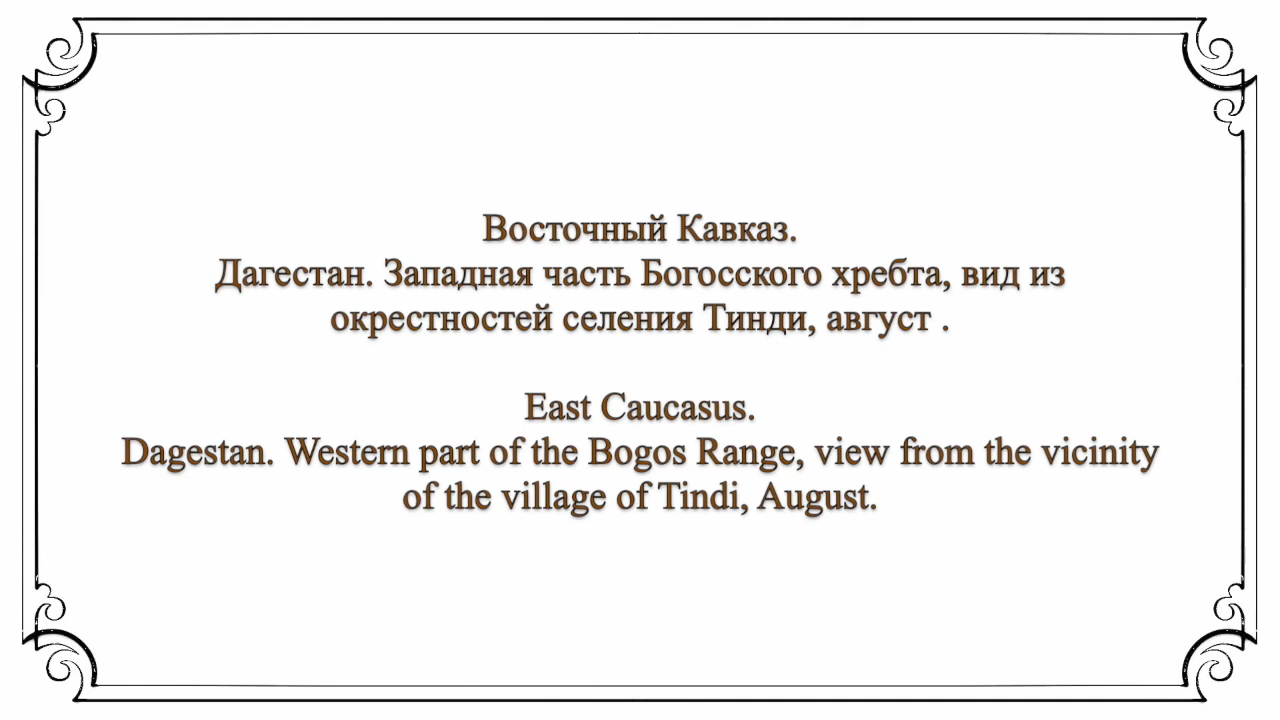 Восточный Кавказ.
Дагестан. Западная часть Богосского хребта, вид из
окрестностей селения Тинди, август .
East Caucasus.
Dagestan. Western part of the Bogos Range, view from the vicinity
of the village of Tindi, August.